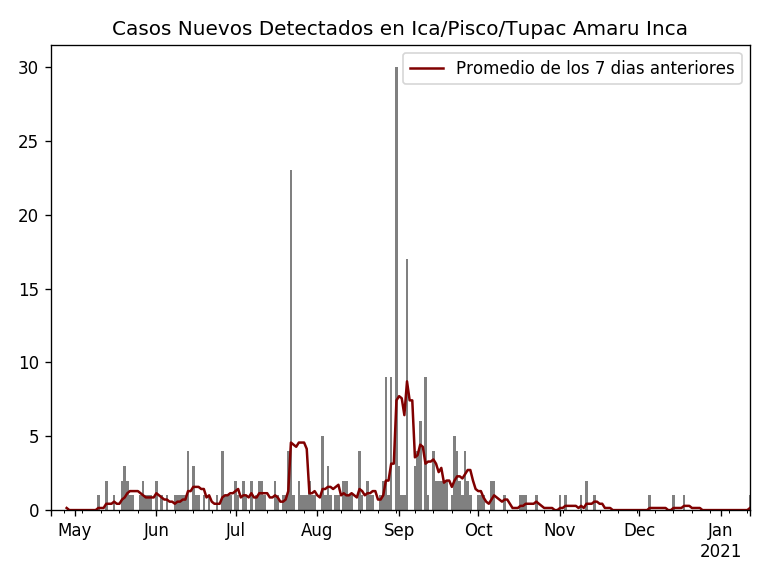 Casos Nuevos Detectados en Ica/Pisco/Tupac Amaru Inca
Promedio de los 7 dias anteriores
30
25
20
15
10
5
0
May Jun Jul Aug Sep Oct Nov Dec Jan
2021